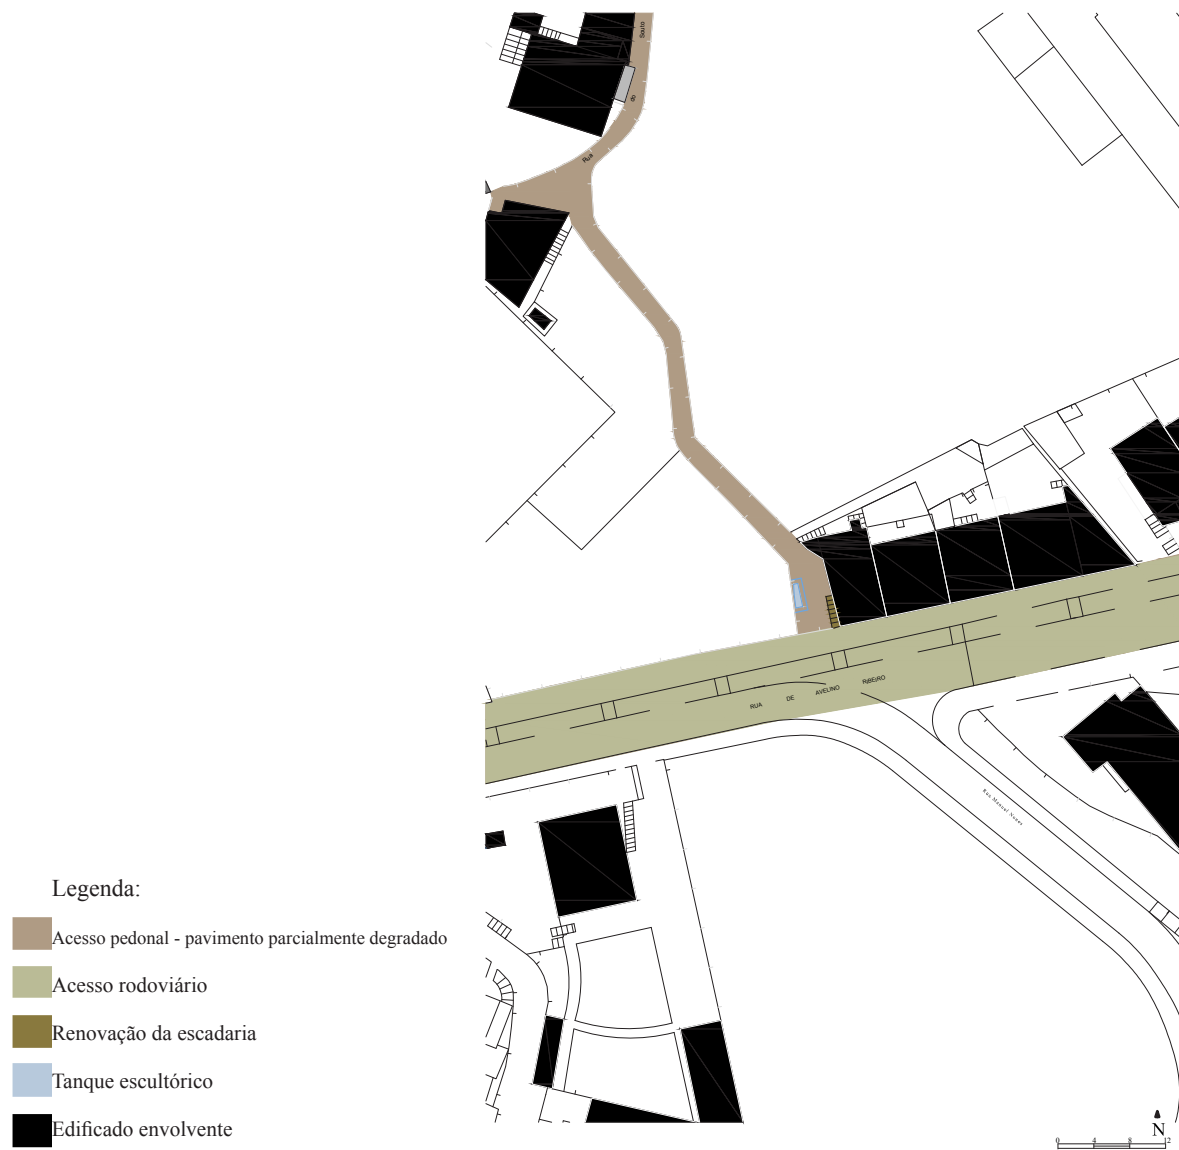 Souto
do
Rua
RUA DE AVELINO RIBEIRO
Rua Manuel Nunes
Legenda:
Acesso pedonal - pavimento parcialmente degradado
Acesso rodoviário
Renovação da escadaria
Tanque escultórico
Edificado envolvente
N
0 4 8 12